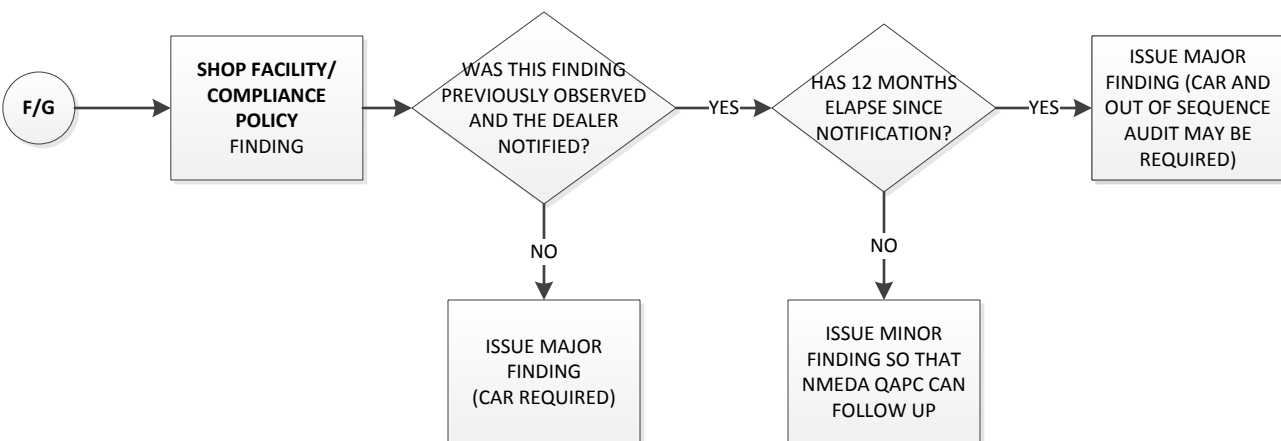 F/G
SHOP FACILITY/
COMPLIANCE
POLICY
FINDING
WAS THIS FINDING
PREVIOUSLY OBSERVED
AND THE DEALER
NOTIFIED?
YES
HAS 12 MONTHS
ELAPSE SINCE
NOTIFICATION?
YES
ISSUE MAJOR
FINDING (CAR AND
OUT OF SEQUENCE
AUDIT MAY BE
REQUIRED)
NO
NO
ISSUE MAJOR
FINDING
(CAR REQUIRED)
ISSUE MINOR
FINDING SO THAT
NMEDA QAPC CAN
FOLLOW UP